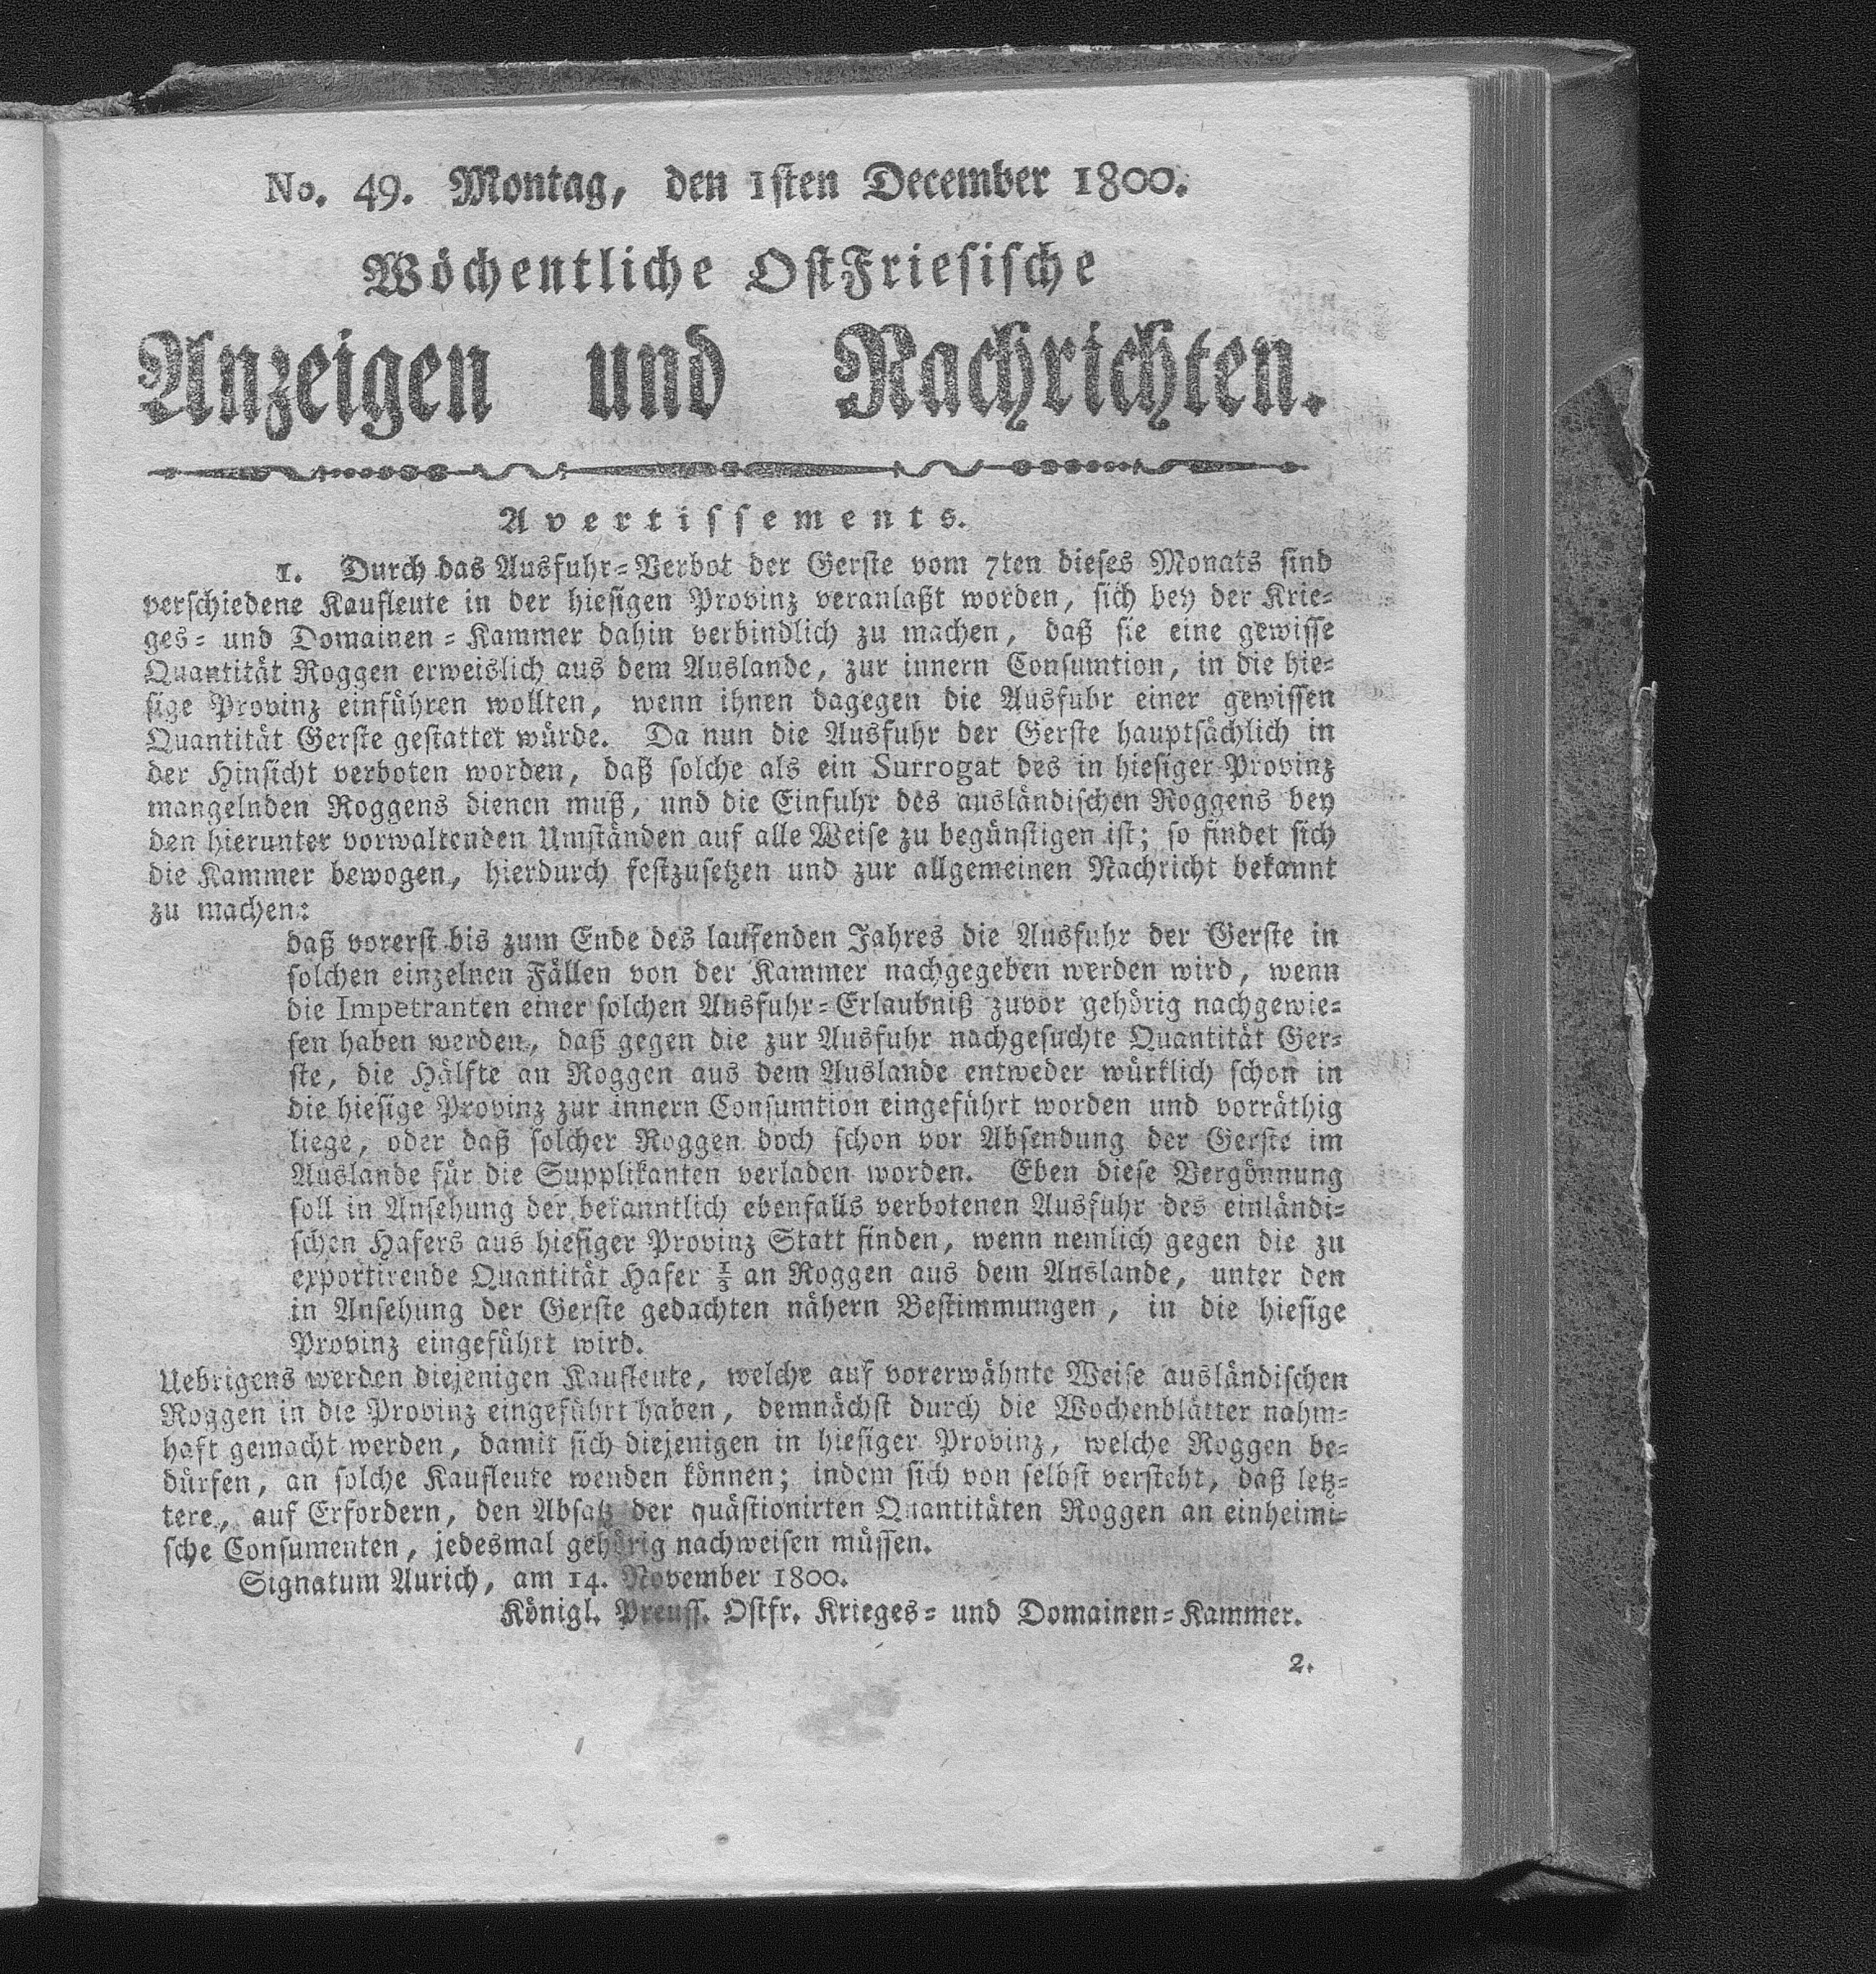 No. 49. Montag, den 1sten December 1800.
Wöchentliche OstFriesische
Anzeigen und Nachrichten.
Avertissements.
1. Durch das Ausfuhr-Verbot der Gerste vom 7ten dieses Monats sind
verschiedene Kaufleute in der hiesigen Provinz veranlaßt worden, sich bey der Krie-
ges- und Domainen-Kammer dahin verbindlich zu machen, daß sie eine gewisse
Quantität Roggen erweislich aus dem Auslande, zur innern Consumtion, in die hie-
sige Provinz einführen wollten, wenn ihnen dagegen die Ausfuhr einer gewissen
Quantität Gerste gestattet würde. Da nun die Ausfuhr der Gerste hauptsächlich in
der Hinsicht verboten worden, daß solche als ein Surrogat des in hiesiger Provinz
mangelnden Roggens dienen muß, und die Einfuhr des ausländischen Roggens bey
den hierunter vorwaltenden Umständen auf alle Weise zu begünstigen ist; so findet sich
die Kammer bewogen, hierdurch festzusetzen und zur allgemeinen Nachricht bekannt
zu machen:
daß vorerst bis zum Ende des laufenden Jahres die Ausfuhr der Gerste in
solchen einzelnen Fällen von der Kammer nachgegeben werden wird, wenn
die Impetranten einer solchen Ausfuhr-Erlaubniß zuvor gehörig nachgewie-
sen haben werden, daß gegen die zur Ausfuhr nachgesuchte Quantität Ger-
ste, die Hälfte an Roggen aus dem Auslande entweder würklich schon in
die hiesige Provinz zur innern Consumtion eingeführt worden und vorräthig
liege, oder daß solcher Roggen doch schon vor Absendung der Gerste im
Auslande für die Supplikanten verladen worden. Eben diese Vergönnung
soll in Ansehung der bekanntlich ebenfalls verbotenen Ausfuhr des einländi-
schen Hafers aus hiesiger Provinz Statt finden, wenn nemlich gegen die zu
exportirende Quantität Hafer ⅓ an Roggen aus dem Auslande, unter den
in Ansehung der Gerste gedachten nähern Bestimmungen, in die hiesige
Provinz eingeführt wird.
Uebrigens werden diejenigen Kaufleute, welche auf vorerwähnte Weise ausländischen
Roggen in die Provinz eingeführt haben, demnächst durch die Wochenblätter nahm-
haft gemacht werden, damit sich diejenigen in hiesiger Provinz, welche Roggen be-
dürfen, an solche Kaufleute wenden können; indem sich von selbst versteht, daß letz-
tere, auf Erfordern, den Absatz der quästionirten Quantitäten Roggen an einheimi-
sche Consumenten, jedesmal gehörig nachweisen müssen.
Signatum Aurich, am 14. November 1800.
Königl. Preuss. Ostfr. Krieges- und Domainen-Kammer.
2.